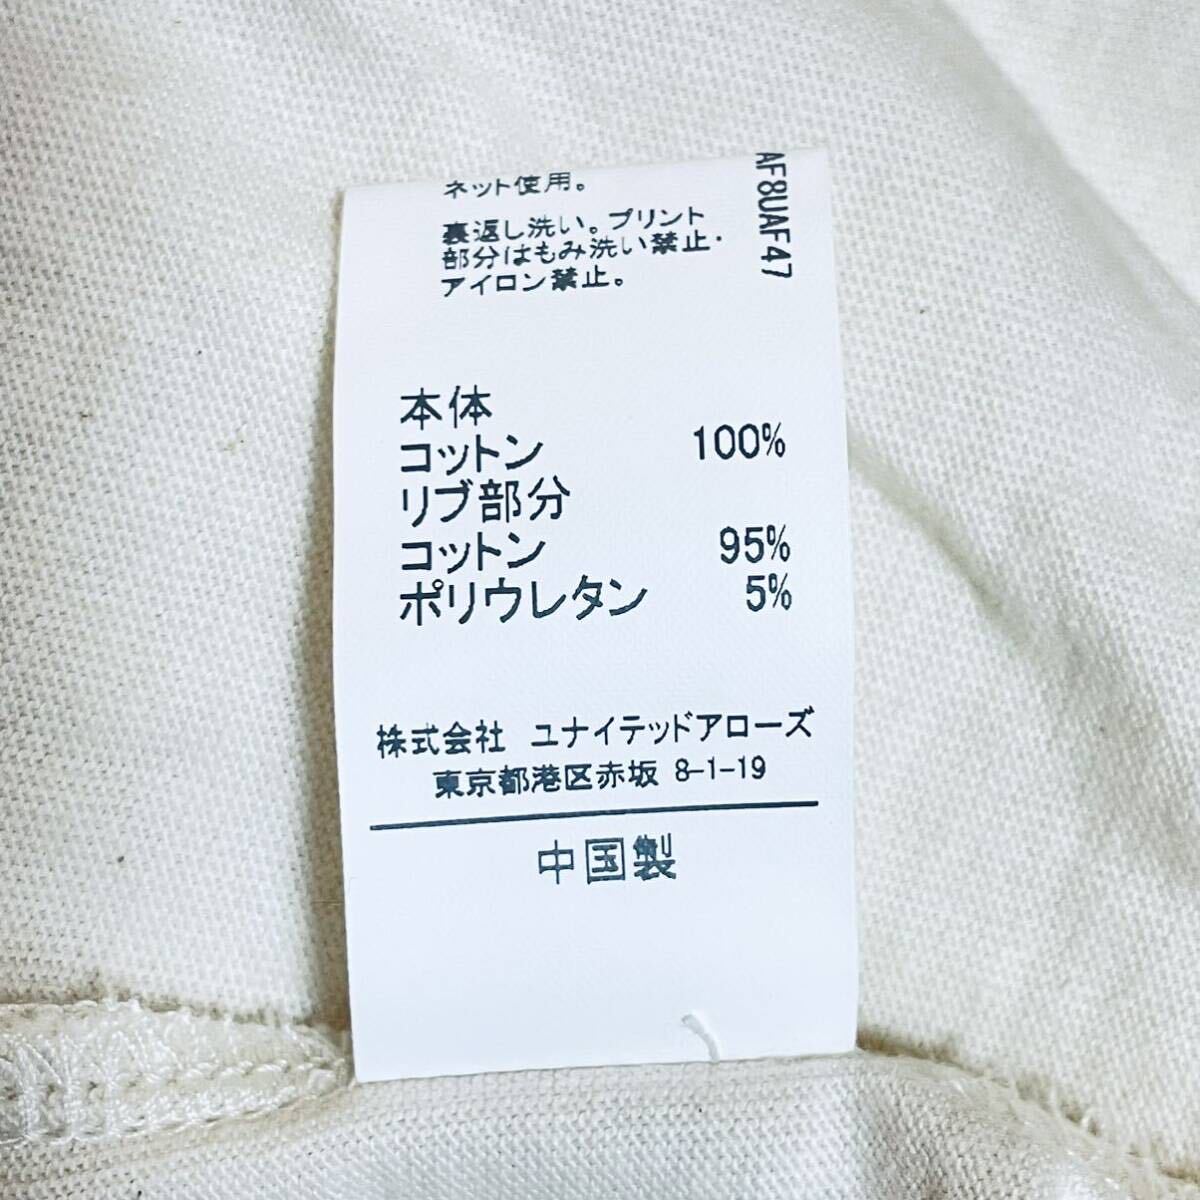 ネット使用。
裏返し洗い。プリント
部分はもみ洗い禁止・
アイロン禁止。
AF8UAF47
本体
コットン 100%
リブ部分
コットン 95%
ポリウレタン 5%
株式会社 ユナイテッドアローズ
東京都港区赤坂 8-1-19
中国製